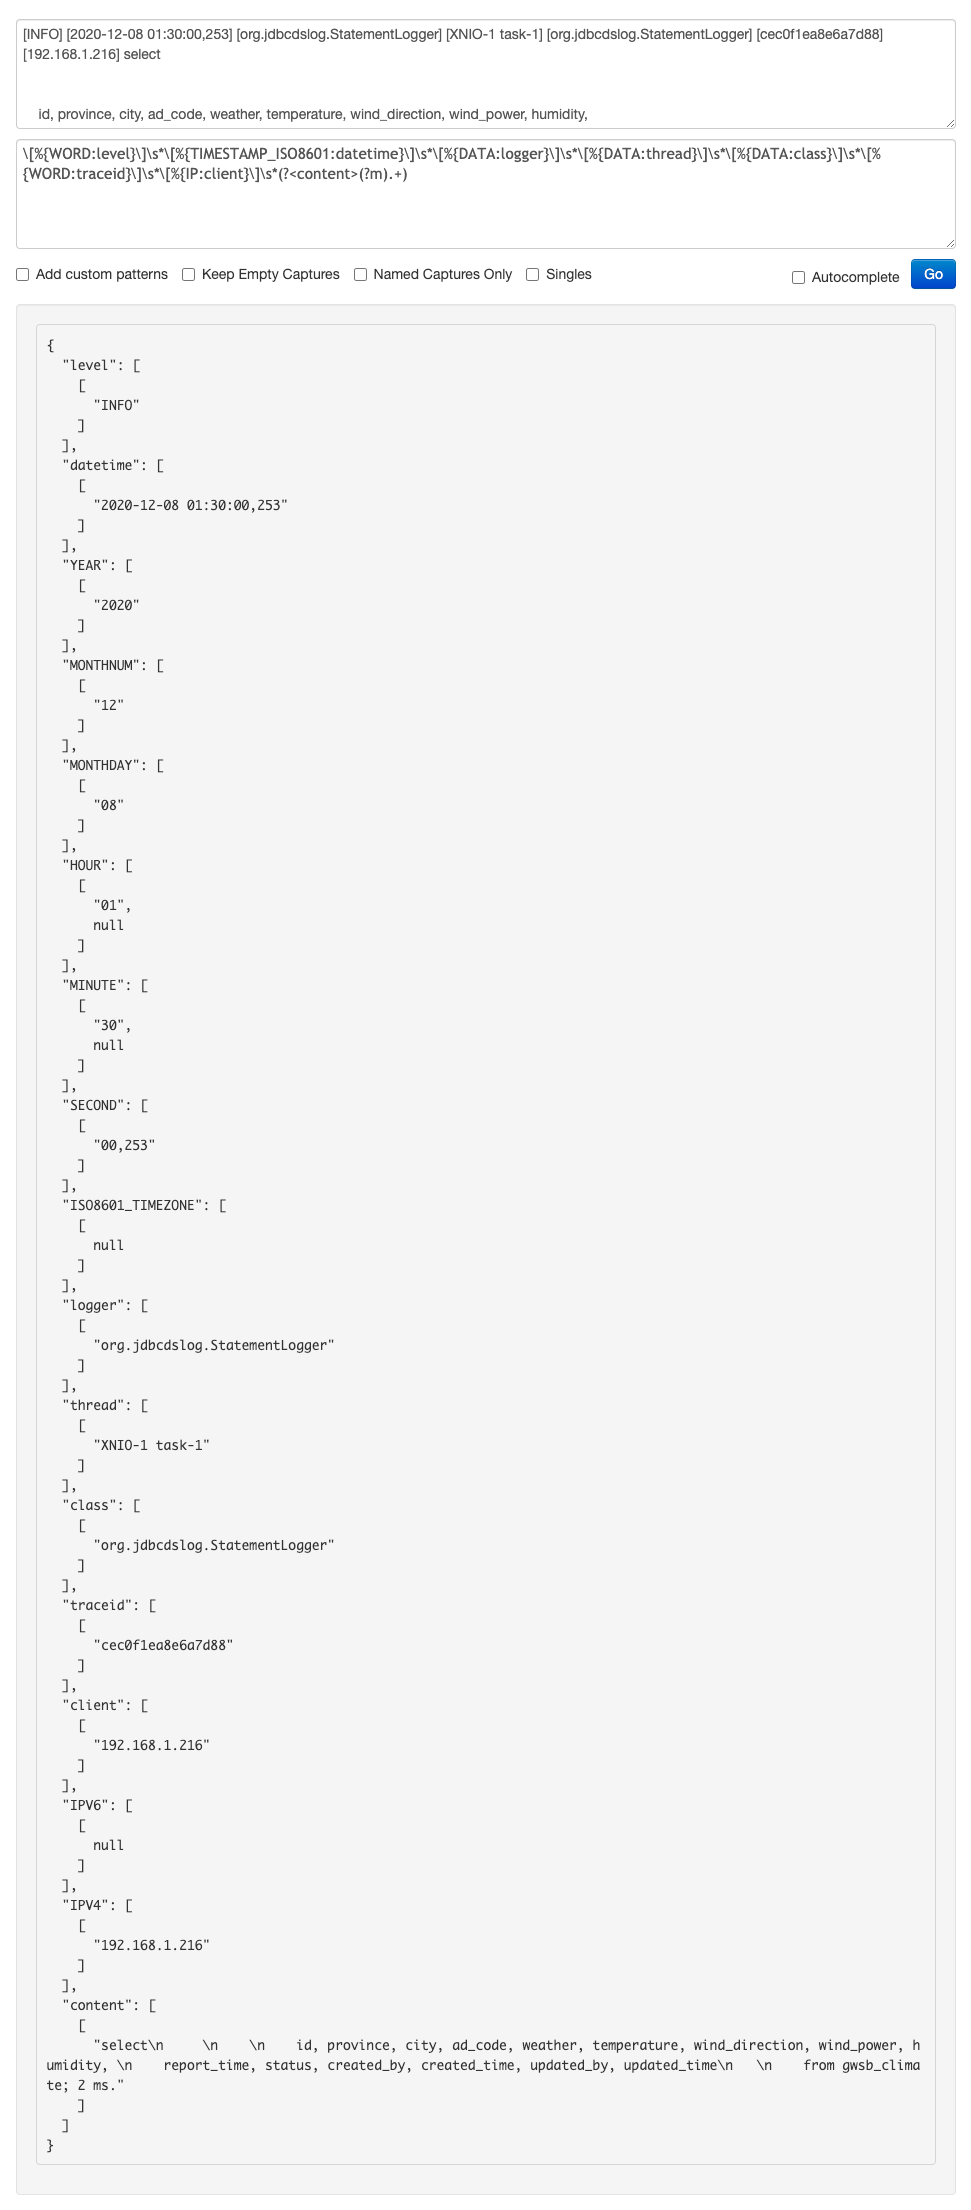 [INFO] [2020-12-08 01:30:00,253] [org.jdbcdslog.StatementLogger] [XNIO-1 task-1] [org.jdbcdslog.StatementLogger] [cec0f1ea8e6a7d88]
[192.168.1.216] select
id, province, city, ad_code, weather, temperature, wind_direction, wind_power, humidity,
\[%{WORD:level}\]\s*\[%{TIMESTAMP_ISO8601:datetime}\]\s*\[%{DATA:logger}\]\s*\[%{DATA:thread}\]\s*\[%{DATA:class}\]\s*\[%
{WORD:traceid}\]\s*\[%{IP:client}\]\s*(?<content>(?m).+)
Add custom patterns Keep Empty Captures Named Captures Only Singles Autocomplete Go
{
  "level": [
    [
      "INFO"
    ]
  ],
  "datetime": [
    [
      "2020-12-08 01:30:00,253"
    ]
  ],
  "YEAR": [
    [
      "2020"
    ]
  ],
  "MONTHNUM": [
    [
      "12"
    ]
  ],
  "MONTHDAY": [
    [
      "08"
    ]
  ],
  "HOUR": [
    [
      "01",
      null
    ]
  ],
  "MINUTE": [
    [
      "30",
      null
    ]
  ],
  "SECOND": [
    [
      "00,253"
    ]
  ],
  "ISO8601_TIMEZONE": [
    [
      null
    ]
  ],
  "logger": [
    [
      "org.jdbcdslog.StatementLogger"
    ]
  ],
  "thread": [
    [
      "XNIO-1 task-1"
    ]
  ],
  "class": [
    [
      "org.jdbcdslog.StatementLogger"
    ]
  ],
  "traceid": [
    [
      "cec0f1ea8e6a7d88"
    ]
  ],
  "client": [
    [
      "192.168.1.216"
    ]
  ],
  "IPV6": [
    [
      null
    ]
  ],
  "IPV4": [
    [
      "192.168.1.216"
    ]
  ],
  "content": [
    [
      "select\n     \n    \n    id, province, city, ad_code, weather, temperature, wind_direction, wind_power, h
umidity, \n    report_time, status, created_by, created_time, updated_by, updated_time\n   \n    from gwsb_clima
te; 2 ms."
    ]
  ]
}